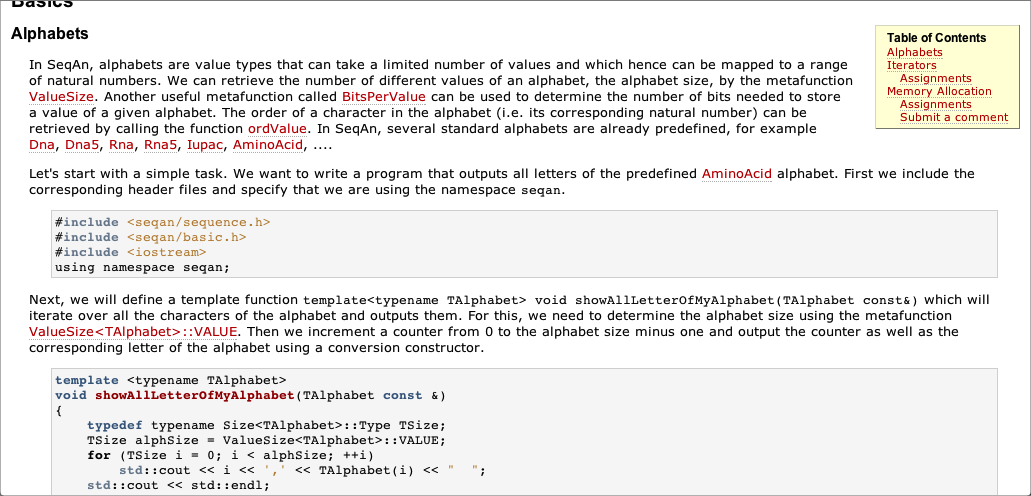 Basics
Alphabets
In SeqAn, alphabets are value types that can take a limited number of values and which hence can be mapped to a range
of natural numbers. We can retrieve the number of different values of an alphabet, the alphabet size, by the metafunction
ValueSize. Another useful metafunction called BitsPerValue can be used to determine the number of bits needed to store
a value of a given alphabet. The order of a character in the alphabet (i.e. its corresponding natural number) can be
retrieved by calling the function ordValue. In SeqAn, several standard alphabets are already predefined, for example
Dna, Dna5, Rna, Rna5, Iupac, AminoAcid, ....
Table of Contents
Alphabets
Iterators
Assignments
Memory Allocation
Assignments
Submit a comment
Let's start with a simple task. We want to write a program that outputs all letters of the predefined AminoAcid alphabet. First we include the
corresponding header files and specify that we are using the namespace seqan.
#include <seqan/sequence.h>
#include <seqan/basic.h>
#include <iostream>
using namespace seqan;
Next, we will define a template function template<typename TAlphabet> void showAllLetterOfMyAlphabet(TAlphabet const&) which will
iterate over all the characters of the alphabet and outputs them. For this, we need to determine the alphabet size using the metafunction
ValueSize<TAlphabet>::VALUE. Then we increment a counter from 0 to the alphabet size minus one and output the counter as well as the
corresponding letter of the alphabet using a conversion constructor.
template <typename TAlphabet>
void showAllLetterOfMyAlphabet(TAlphabet const &)
{
    typedef typename Size<TAlphabet>::Type TSize;
    TSize alphSize = ValueSize<TAlphabet>::VALUE;
    for (TSize i = 0; i < alphSize; ++i)
        std::cout << i << ',' << TAlphabet(i) << "  ";
    std::cout << std::endl;